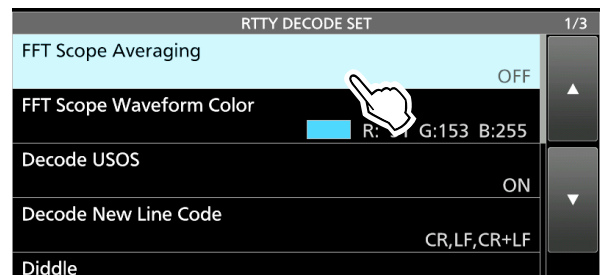 RTTY DECODE SET 1/3
FFT Scope Averaging
OFF
FFT Scope Waveform Color
R: G:153 B:255
Decode USOS
ON
Decode New Line Code
CR,LF,CR+LF
Diddle